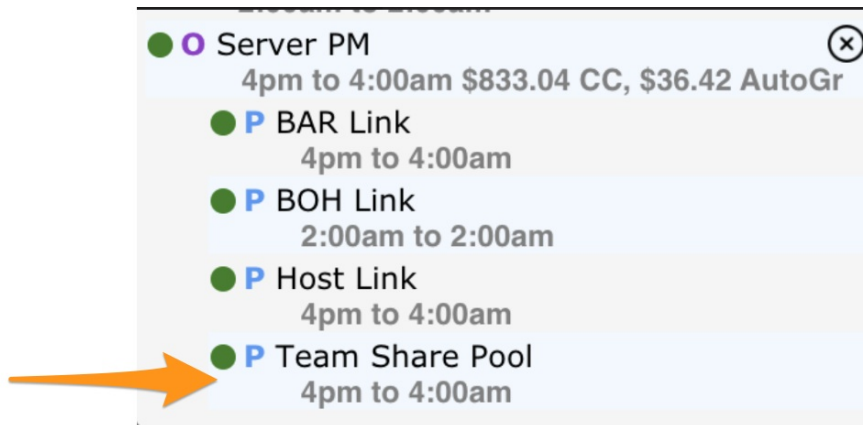 O Server PM
4pm to 4:00am $833.04 CC, $36.42 AutoGr
P BAR Link
4pm to 4:00am
P BOH Link
2:00am to 2:00am
P Host Link
4pm to 4:00am
P Team Share Pool
4pm to 4:00am